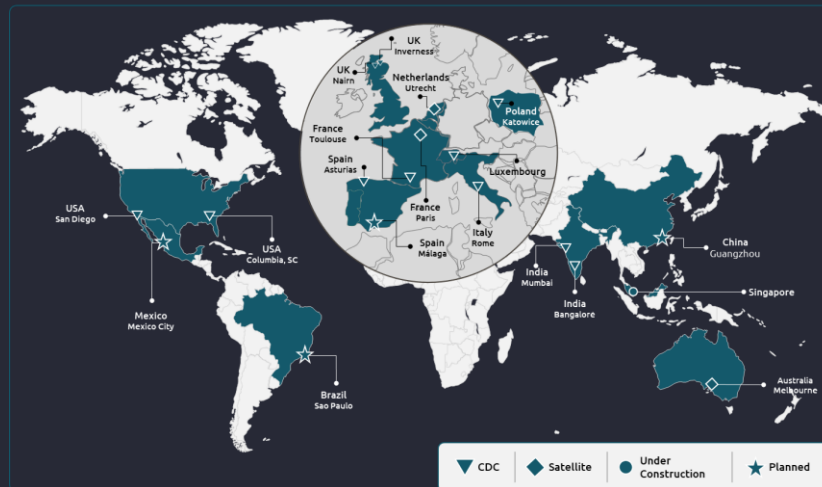 UK
Inverness
UK
Nairn
Netherlands
Utrecht
Poland
Katowice
France
Toulouse
Luxembourg
Spain
Asturias
France
Paris
Italy
Rome
Spain
Málaga
USA
San Diego
USA
Columbia, SC
Mexico
Mexico City
Brazil
Sao Paulo
India
Mumbai
India
Bangalore
China
Guangzhou
Singapore
Australia
Melbourne
CDC
Satellite
Under
Construction
Planned